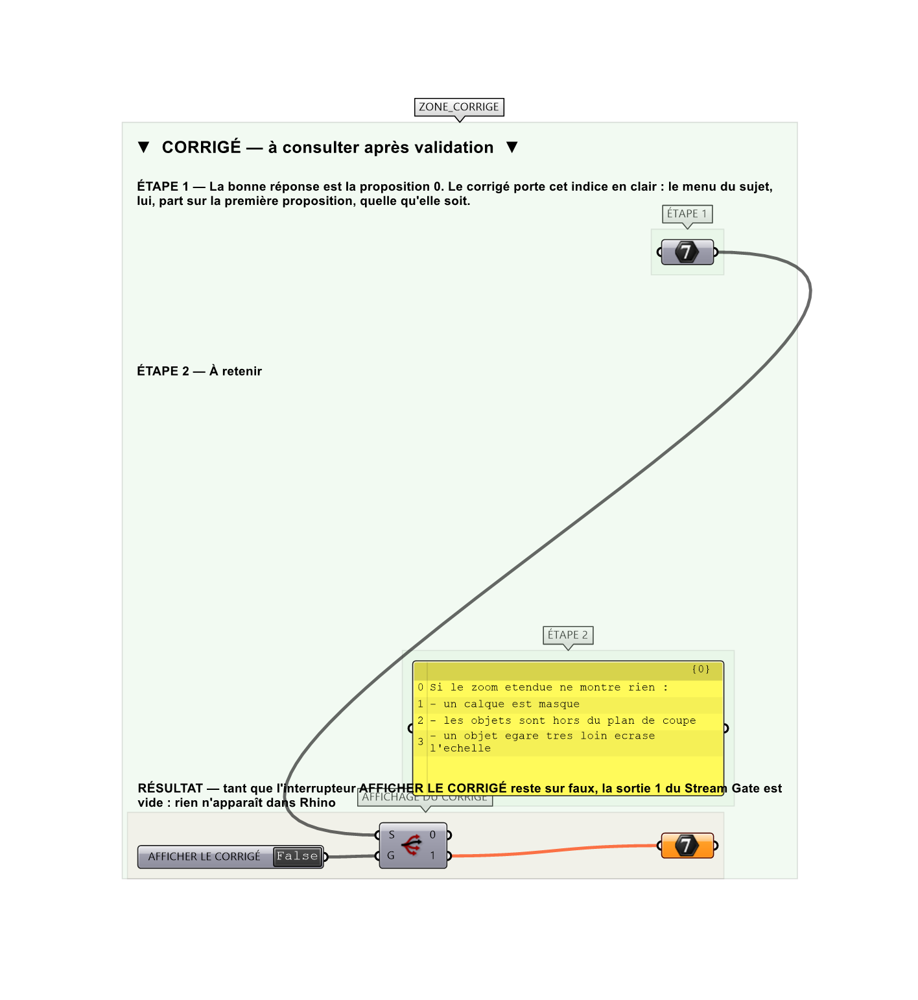 ZONE_CORRIGE
▼ CORRIGÉ — à consulter après validation ▼
ÉTAPE 1 — La bonne réponse est la proposition 0. Le corrigé porte cet indice en clair : le menu du sujet,
lui, part sur la première proposition, quelle qu'elle soit.
ÉTAPE 1
7
ÉTAPE 2 — À retenir
ÉTAPE 2
{0}
0 Si le zoom etendue ne montre rien :
1 - un calque est masque
2 - les objets sont hors du plan de coupe
3 - un objet egare tres loin ecrase
l'echelle
RÉSULTAT — tant que l'interrupteur AFFICHER LE CORRIGÉ reste sur faux, la sortie 1 du Stream Gate est
vide : rien n'apparaît dans Rhino
AFFICHAGE DU CORRIGÉ
S 0
7
AFFICHER LE CORRIGÉ False
G 1